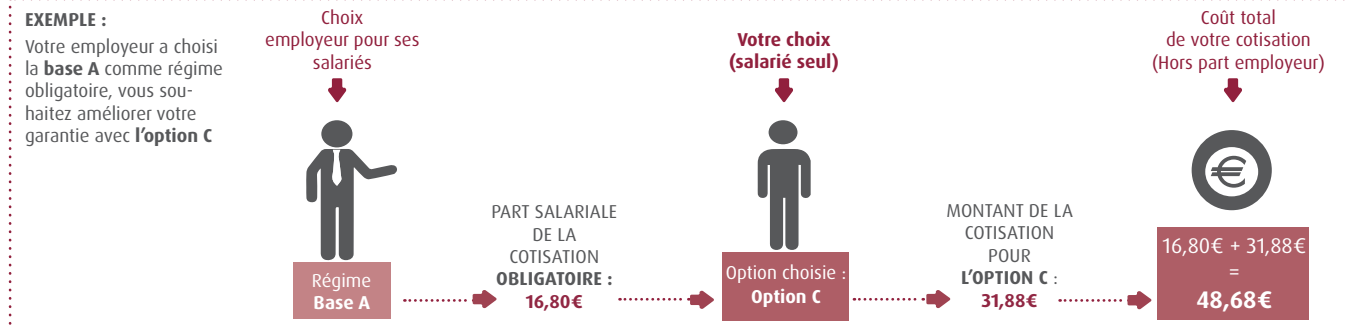 EXEMPLE :
Votre employeur a choisi
la base A comme régime
obligatoire, vous sou-
haitez améliorer votre
garantie avec l'option C
Choix
employeur pour ses
salariés
Régime
Base A
PART SALARIALE
DE LA
COTISATION
OBLIGATOIRE :
16,80€
Votre choix
(salarié seul)
Option choisie :
Option C
MONTANT DE LA
COTISATION
POUR
L'OPTION C :
31,88€
Coût total
de votre cotisation
(Hors part employeur)
€
16,80€ + 31,88€
=
48,68€